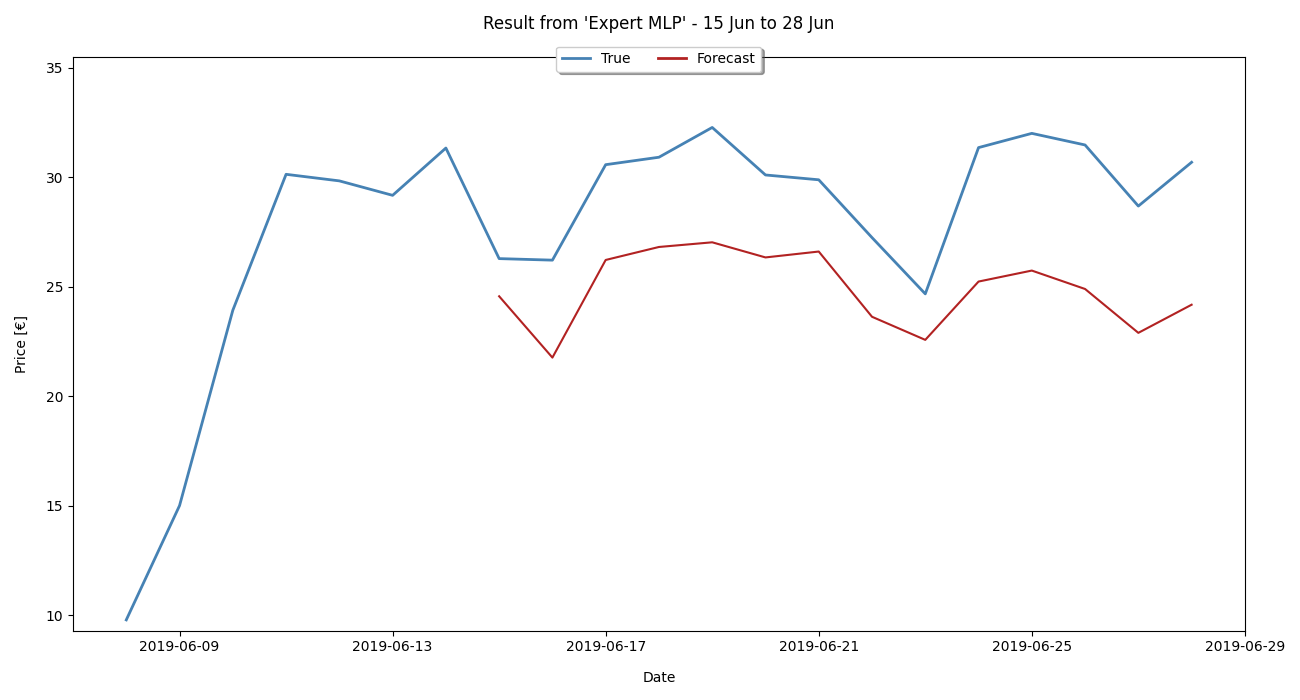 Result from 'Expert MLP' - 15 Jun to 28 Jun
True Forecast
35
30
25
20
15
10
Price [€]
2019-06-09 2019-06-13 2019-06-17 2019-06-21 2019-06-25 2019-06-29
Date